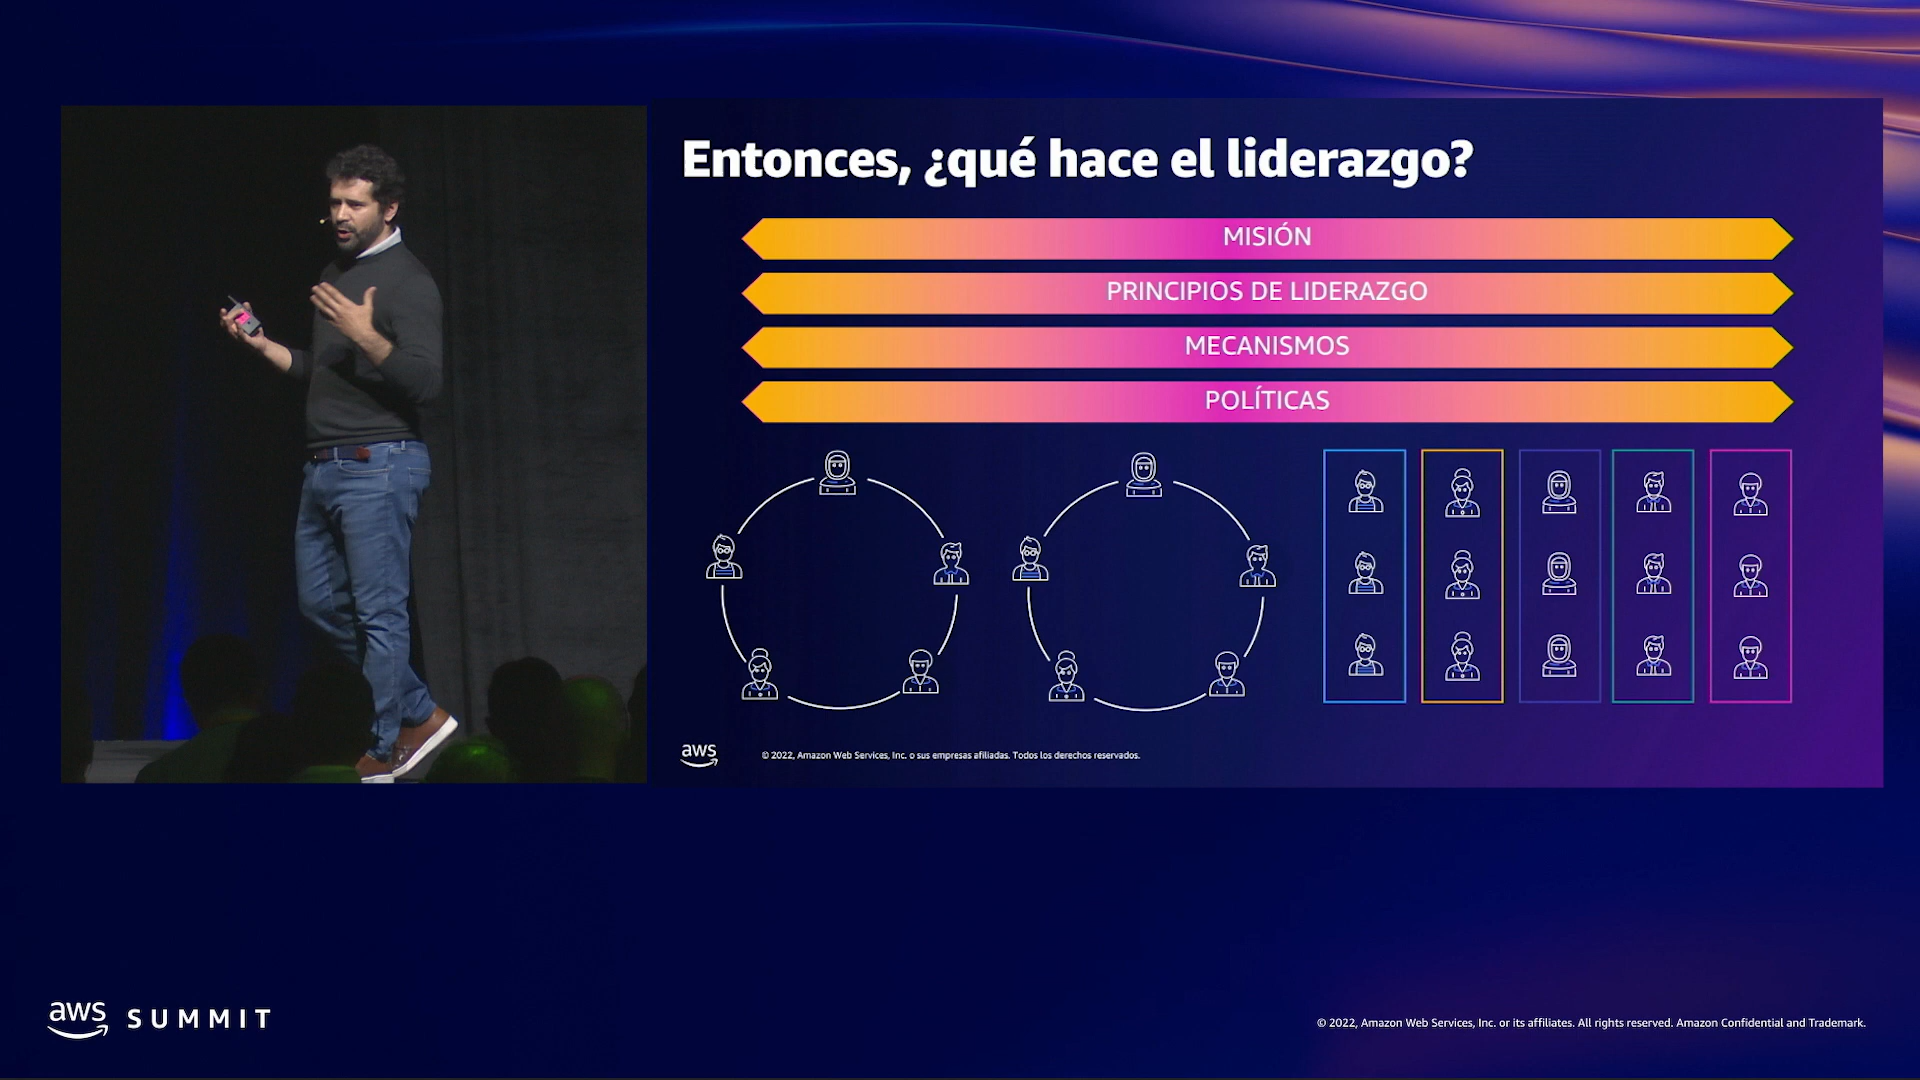 Entonces, ¿qué hace el liderazgo?
MISIÓN
PRINCIPIOS DE LIDERAZGO
MECANISMOS
POLÍTICAS
aws
© 2022, Amazon Web Services, Inc. o sus empresas afiliadas. Todos los derechos reservados.
aws SUMMIT
© 2022, Amazon Web Services, Inc. or its affiliates. All rights reserved. Amazon Confidential and Trademark.